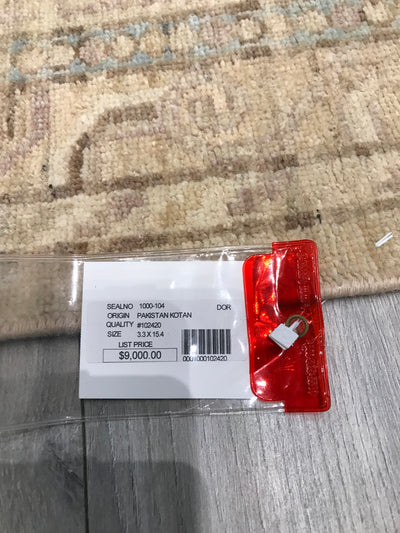 SEALNO 1000-104 DOR
ORIGIN PAKISTAN KOTAN
QUALITY #102420
SIZE 3.3 X 15.4
LIST PRICE
$9,000.00